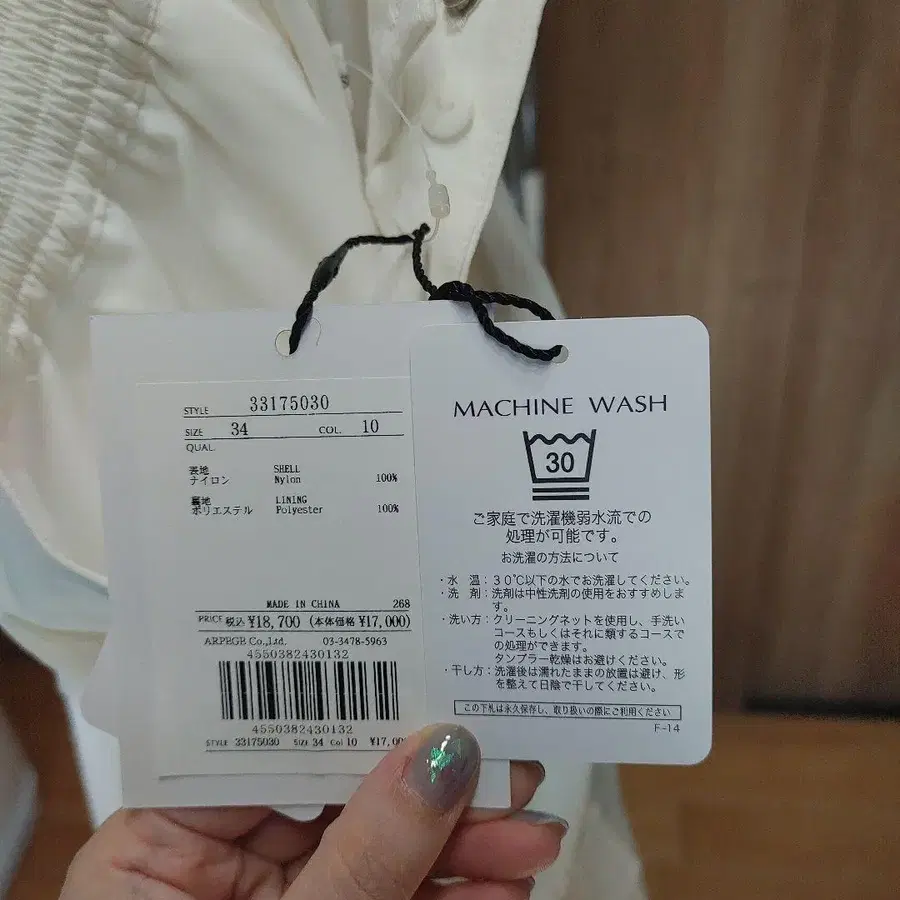 STYLE 33175030
SIZE 34 COL. 10
QUAL.
表地 SHELL
ナイロン Nylon 100%
裏地 LINING
ポリエステル Polyester 100%
MADE IN CHINA 268
PRICE 税込 ¥18,700 (本体価格 ¥17,000)
ARPEGE Co.,Ltd. 03-3478-5963
4550382430132
4550382430132
STYLE 33175030 SIZE 34 Col 10
MACHINE WASH
30
ご家庭で洗濯機弱水流での
処理が可能です。
お洗濯の方法について
・水 温：30℃以下の水でお洗濯してください。
・洗 剤：洗剤は中性洗剤の使用をおすすめしま
す。
・洗い方：クリーニングネットを使用し、手洗い
コースもしくはそれに類するコースで
の処理ができます。
タンブラー乾燥はお避けください。
・干し方：洗濯後は濡れたままの放置は避け、形
を整えて日陰で干してください。
この下札は永久保存し、取り扱いの際にご利用ください
F-14